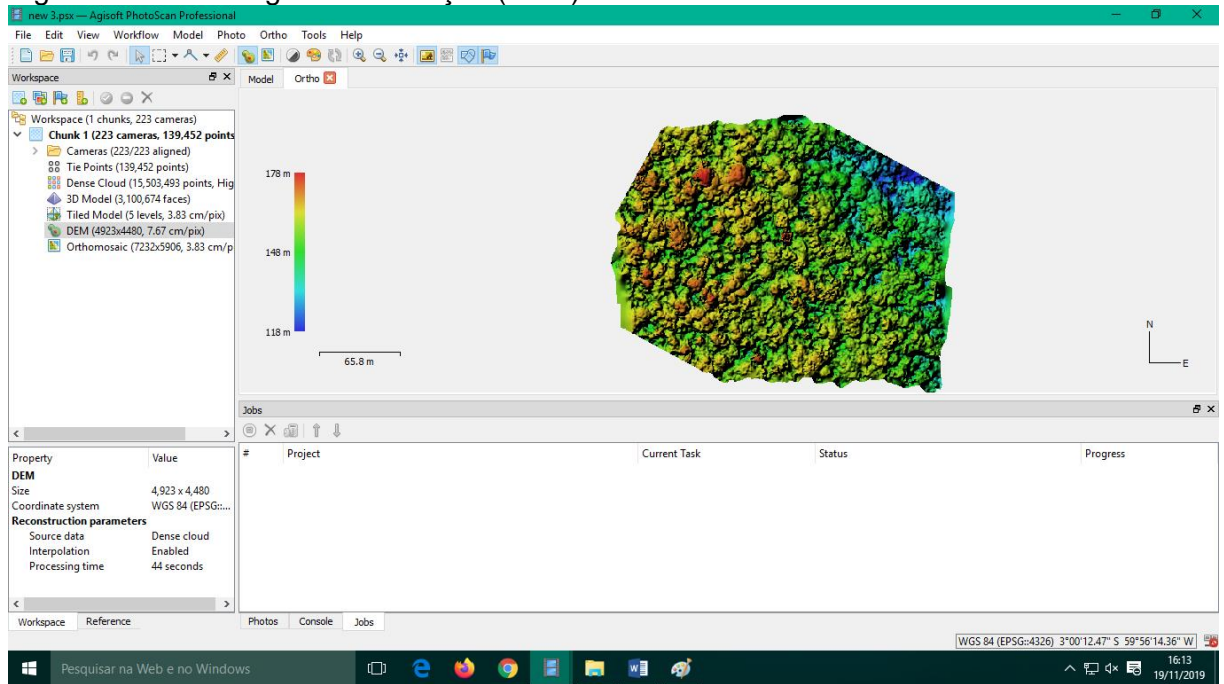 new 3.psx — Agisoft PhotoScan Professional
File Edit View Workflow Model Photo Ortho Tools Help
Workspace
Model Ortho
Workspace (1 chunks, 223 cameras)
Chunk 1 (223 cameras, 139,452 points
Cameras (223/223 aligned)
Tie Points (139,452 points)
Dense Cloud (15,503,493 points, Hig
3D Model (3,100,674 faces)
Tiled Model (5 levels, 3.83 cm/pix)
DEM (4923x4480, 7.67 cm/pix)
Orthomosaic (7232x5906, 3.83 cm/p
178 m
148 m
118 m
65.8 m
N
E
Jobs
# Project Current Task Status Progress
Property Value
DEM
Size 4,923 x 4,480
Coordinate system WGS 84 (EPSG::...
Reconstruction parameters
Source data Dense cloud
Interpolation Enabled
Processing time 44 seconds
Workspace Reference
Photos Console Jobs
WGS 84 (EPSG::4326) 3°00'12.47" S 59°56'14.36" W
Pesquisar na Web e no Windows
16:13
19/11/2019